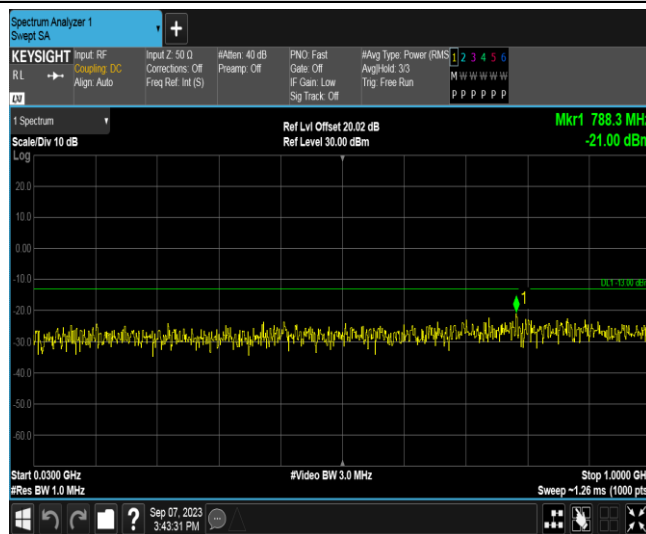 Spectrum Analyzer 1
Swept SA
+
KEYSIGHT
RL
LXI
Input: RF
Coupling: DC
Align: Auto
Input Z: 50 Ω
Corrections: Off
Freq Ref: Int (S)
#Atten: 40 dB
Preamp: Off
PNO: Fast
Gate: Off
IF Gain: Low
Sig Track: Off
#Avg Type: Power (RMS
Avg|Hold: 3/3
Trig: Free Run
1 2 3 4 5 6
M W W W W W
P P P P P P
1 Spectrum
Scale/Div 10 dB
Ref Lvl Offset 20.02 dB
Ref Level 30.00 dBm
Mkr1 788.3 MHz
-21.00 dBm
Log
20.0
10.0
0.00
-10.0
DL1 -13.00 dBm
1
-20.0
-30.0
-40.0
-50.0
-60.0
Start 0.0300 GHz
#Res BW 1.0 MHz
#Video BW 3.0 MHz
Stop 1.0000 GH
Sweep ~1.26 ms (1000 pts
?
Sep 07, 2023
3:43:31 PM